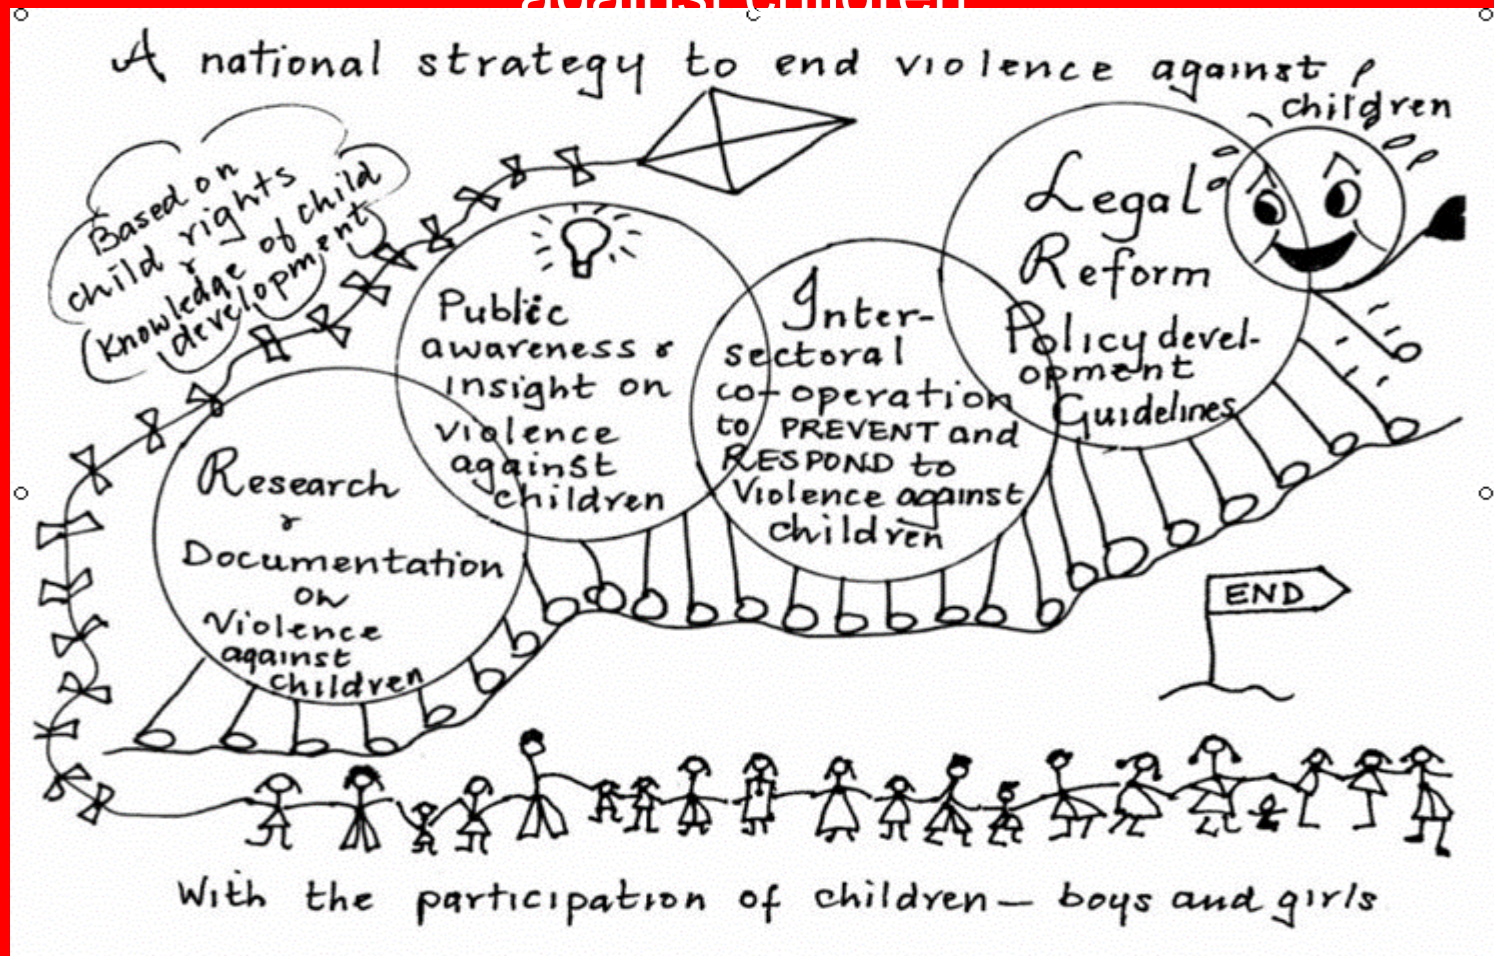 against children
A national strategy to end violence against
children
Based on
child rights
&
Knowledge of child
development
Public
awareness &
insight on
violence
against
children
Inter-
sectoral
co-operation
to PREVENT and
RESPOND to
Violence against
children
Legal
Reform
Policy devel-
opment
Guidelines
Research
&
Documentation
on
Violence
against
children
END
With the participation of children — boys and girls